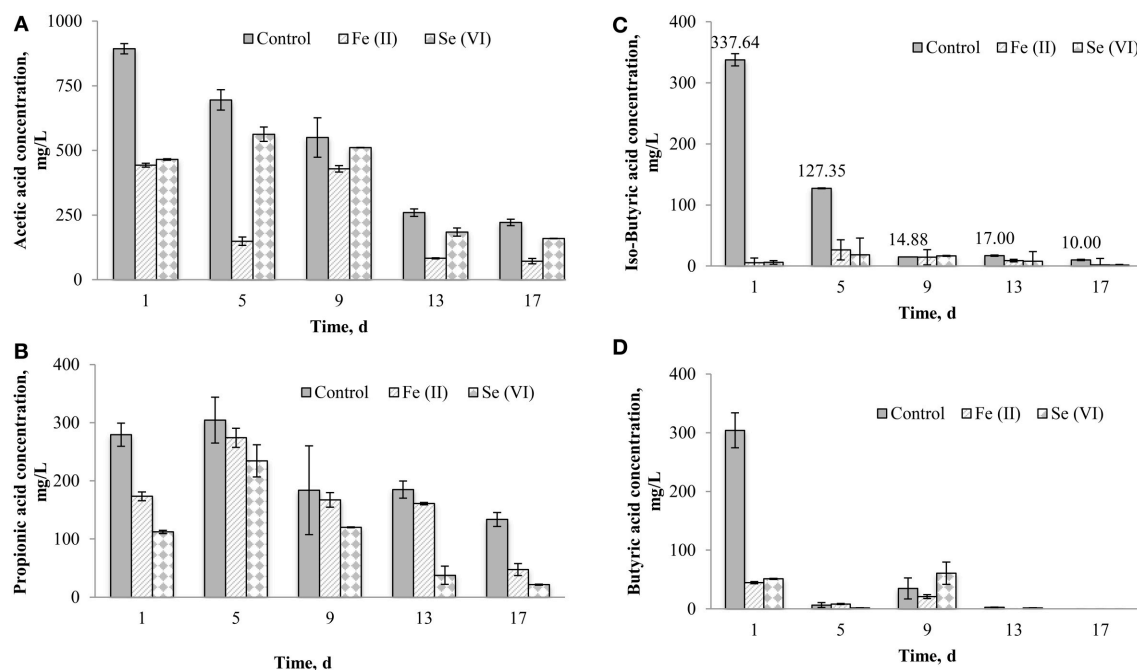 A
Acetic acid concentration,
mg/L
1000
750
500
250
0
Control Fe (II) Se (VI)
1 5 9 13 17
Time, d
B
Propionic acid concentration,
mg/L
400
300
200
100
0
Control Fe (II) Se (VI)
1 5 9 13 17
Time, d
C
Iso-Butyric acid concentration,
mg/L
400
300
200
100
0
337.64
Control Fe (II) Se (VI)
127.35
14.88 17.00 10.00
1 5 9 13 17
Time, d
D
Butyric acid concentration,
mg/L
400
300
200
100
0
Control Fe (II) Se (VI)
1 5 9 13 17
Time, d